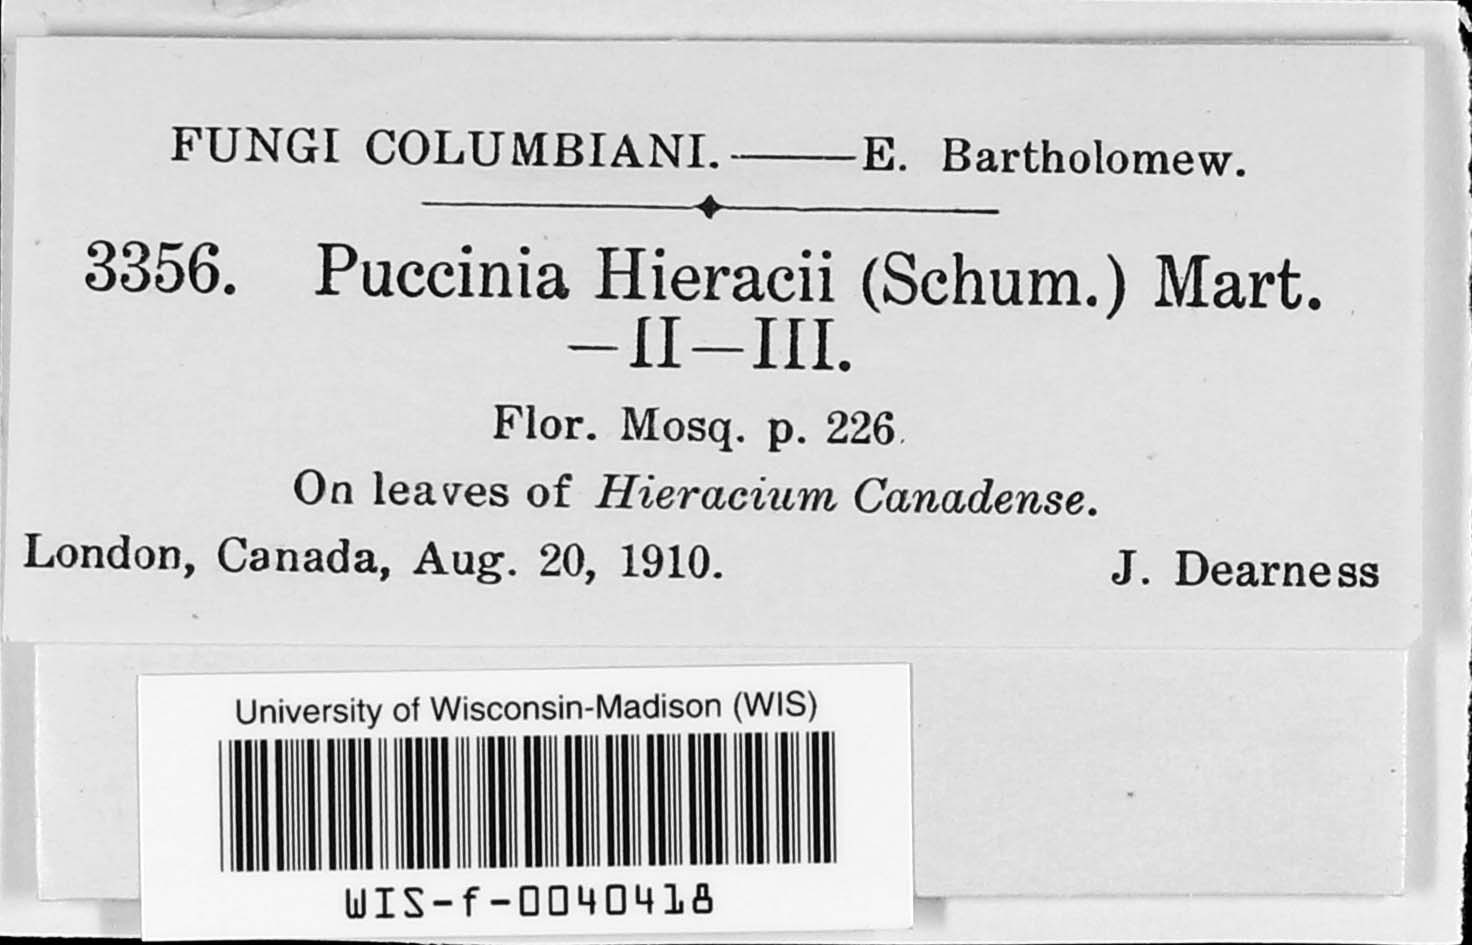 FUNGI COLUMBIANI.——E. Bartholomew.
3356. Puccinia Hieracii (Schum.) Mart.
—II—III.
Flor. Mosq. p. 226.
On leaves of Hieracium Canadense.
London, Canada, Aug. 20, 1910. J. Dearness
University of Wisconsin-Madison (WIS)
WIS-f-0040418